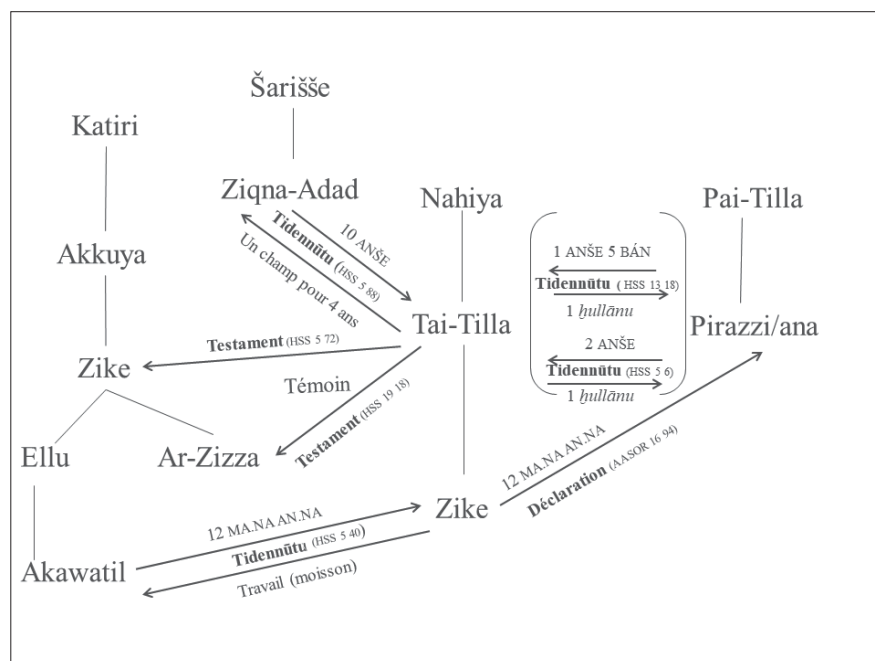 Šarišše
Katiri
Ziqna-Adad
Nahiya
Pai-Tilla
10 ANŠE
Tidennūtu (HSS 5 88)
Un champ pour 4 ans
Akkuya
1 ANŠE 5 BÁN
Tidennūtu ( HSS 13 18)
1 ḫullānu
Tai-Tilla
Pirazzi/ana
Testament (HSS 5 72)
2 ANŠE
Tidennūtu (HSS 5 6)
1 ḫullānu
Zike
Témoin
Testament (HSS 19 18)
Ellu
Ar-Zizza
12 MA.NA AN.NA
Déclaration (AASOR 16 94)
Zike
12 MA.NA AN.NA
Tidennūtu (HSS 5 40)
Travail (moisson)
Akawatil